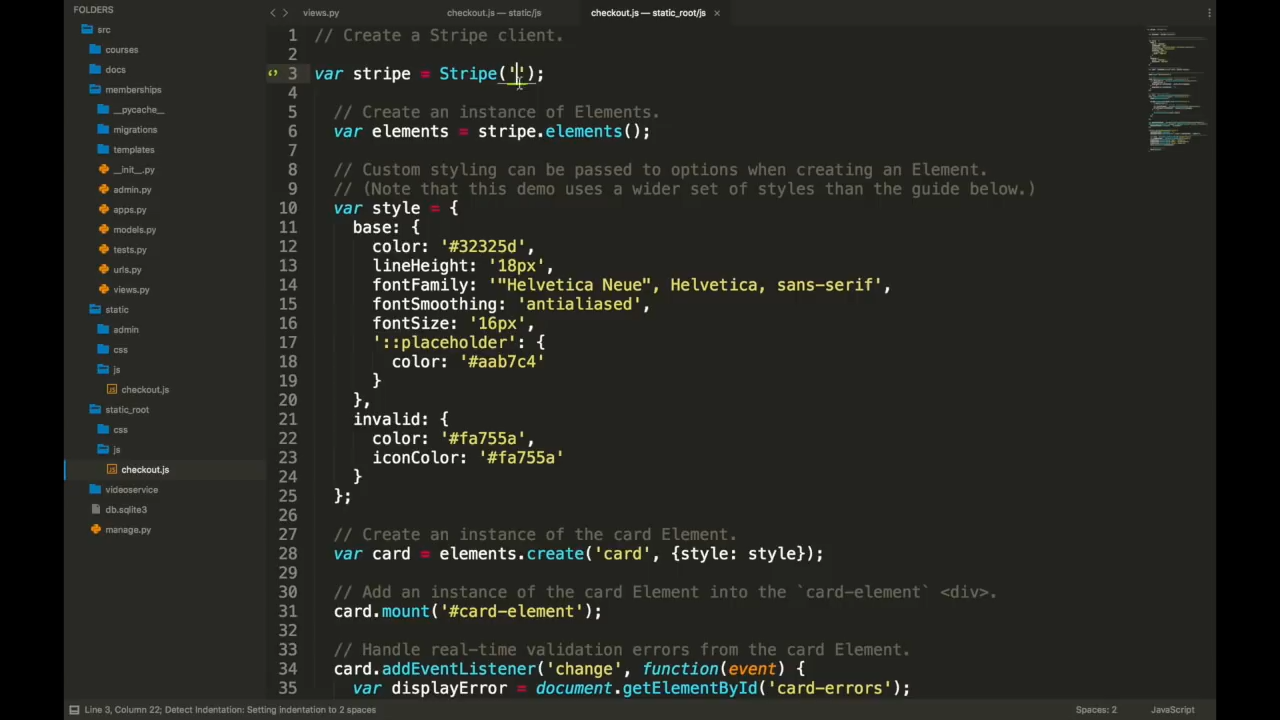 FOLDERS
src
courses
docs
memberships
__pycache__
migrations
templates
__init__.py
admin.py
apps.py
models.py
tests.py
urls.py
views.py
static
admin
css
js
checkout.js
static_root
css
js
checkout.js
videoservice
db.sqlite3
manage.py
views.py
checkout.js — static/js
checkout.js — static_root/js ×
1 // Create a Stripe client.
2
3 var stripe = Stripe('');
4
5 // Create an instance of Elements.
6 var elements = stripe.elements();
7
8 // Custom styling can be passed to options when creating an Element.
9 // (Note that this demo uses a wider set of styles than the guide below.)
10 var style = {
11 base: {
12 color: '#32325d',
13 lineHeight: '18px',
14 fontFamily: '"Helvetica Neue", Helvetica, sans-serif',
15 fontSmoothing: 'antialiased',
16 fontSize: '16px',
17 '::placeholder': {
18 color: '#aab7c4'
19 }
20 },
21 invalid: {
22 color: '#fa755a',
23 iconColor: '#fa755a'
24 }
25 };
26
27 // Create an instance of the card Element.
28 var card = elements.create('card', {style: style});
29
30 // Add an instance of the card Element into the `card-element` <div>.
31 card.mount('#card-element');
32
33 // Handle real-time validation errors from the card Element.
34 card.addEventListener('change', function(event) {
35 var displayError = document.getElementById('card-errors');
Line 3, Column 22; Detect Indentation: Setting indentation to 2 spaces
Spaces: 2
JavaScript